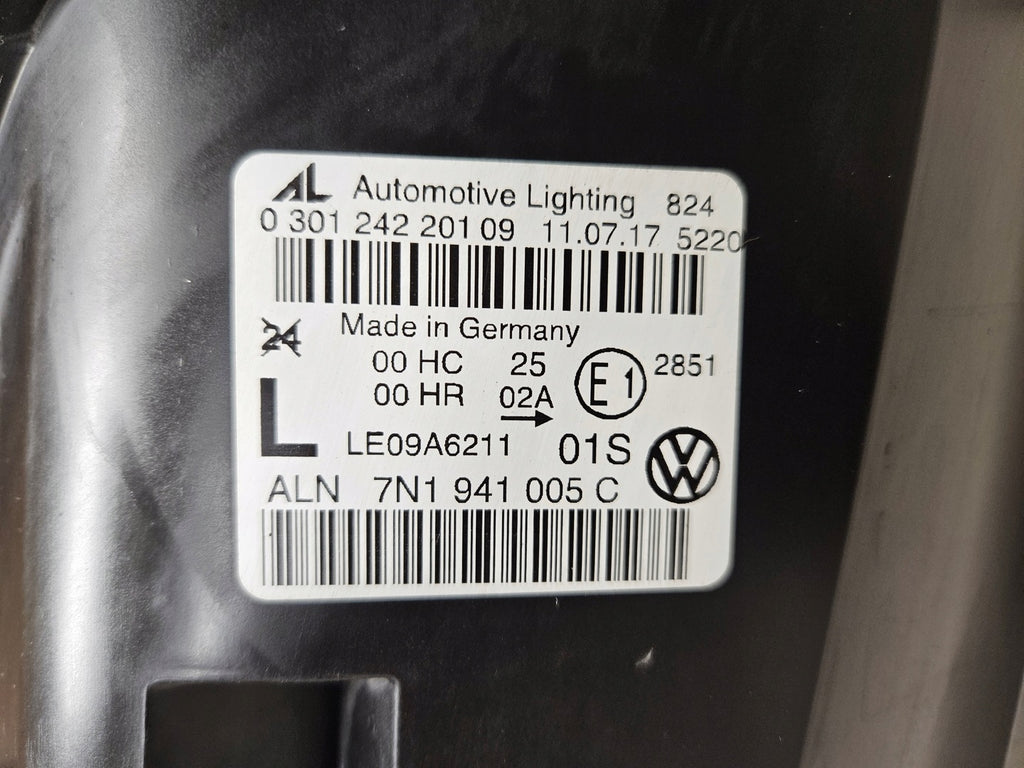 AL Automotive Lighting 824
0 301 242 201 09 11.07.17 5220
Made in Germany
24
00 HC 25
00 HR 02A
E1 2851
L
LE09A6211 01S
VW
ALN 7N1 941 005 C